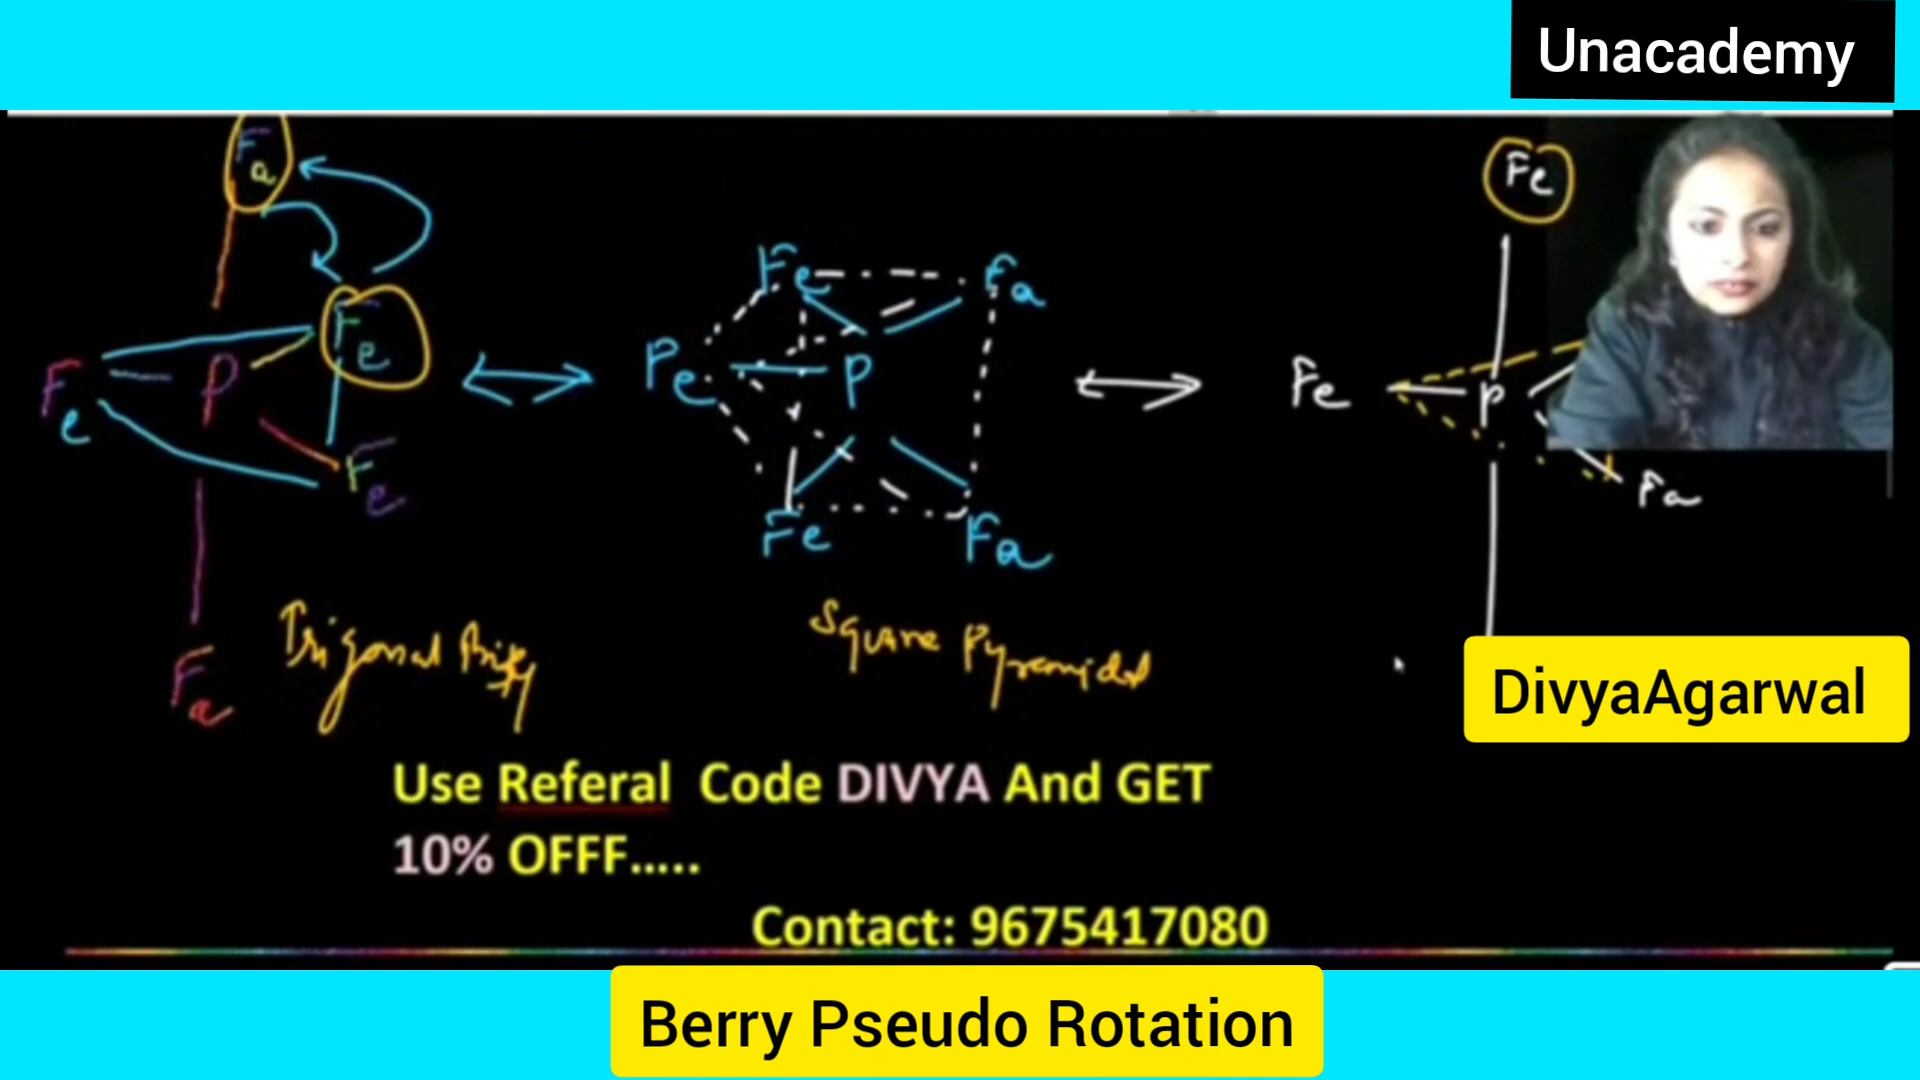 Unacademy
Fa
Fe
Fe
P
Fe
Fa
Fe
Fa
Pe
P
Fe
Fa
Fe
Fe
P
Fa
Trigonal
Square Pyramidal
DivyaAgarwal
Use Referal Code DIVYA And GET
10% OFFF.....
Contact: 9675417080
Berry Pseudo Rotation